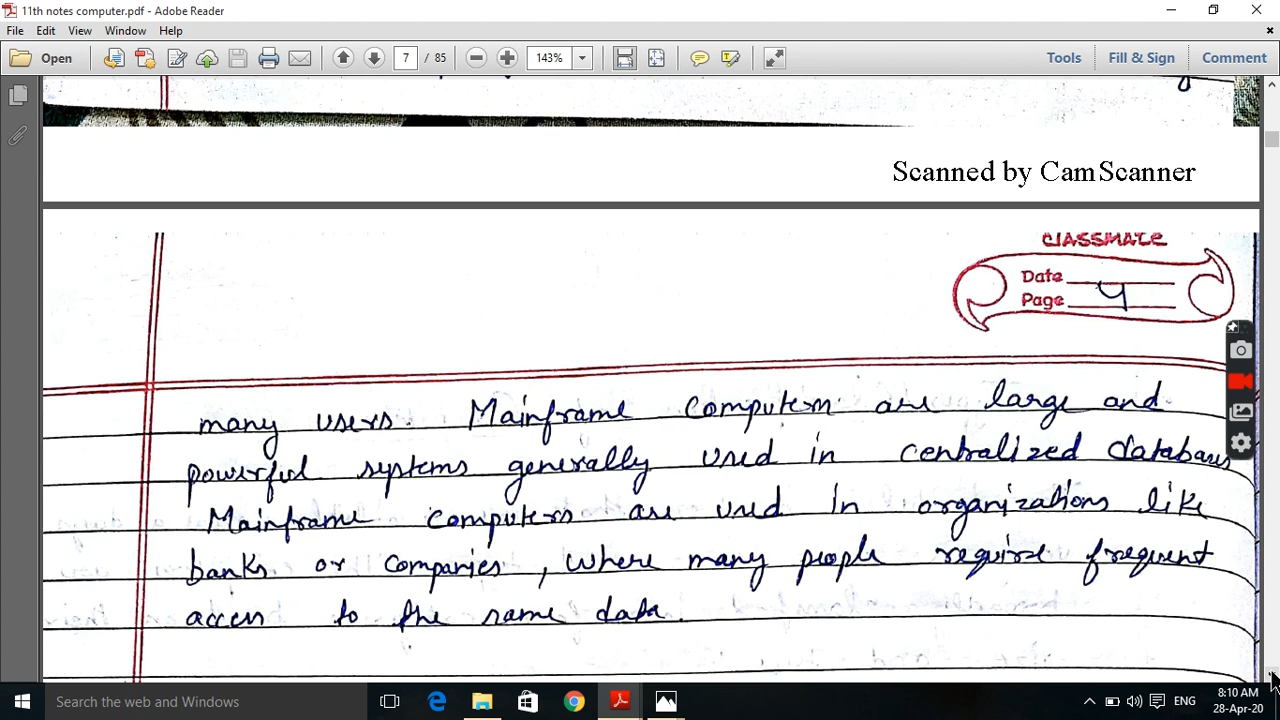 11th notes computer.pdf - Adobe Reader
File Edit View Window Help
Open 7 / 85 143% Tools Fill & Sign Comment
Scanned by CamScanner
CLASSMATE
Date
Page 4
many users. Mainframe computers are large and
powerful systems generally used in centralized databases
Mainframe computers are used in organizations like
banks or companies, where many people require frequent
access to the same data.
Search the web and Windows
ENG
8:10 AM
28-Apr-20